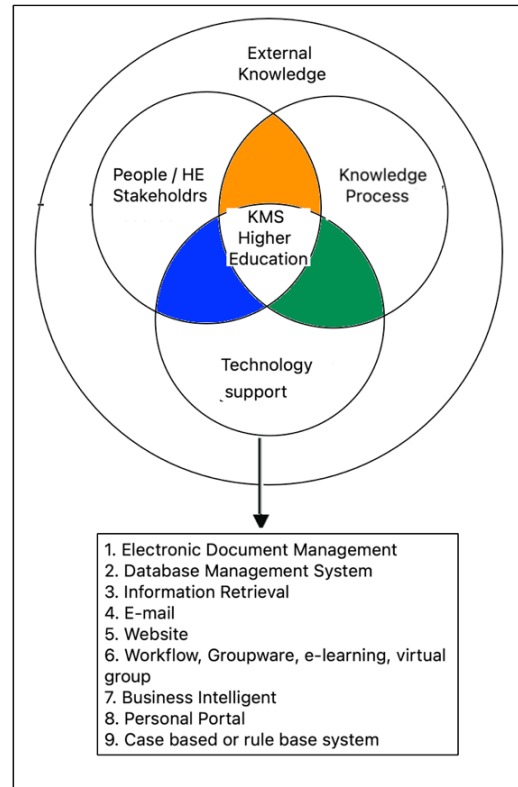 External
Knowledge
People / HE
Stakeholdrs
Knowledge
Process
KMS
Higher
Education
Technology
support
1. Electronic Document Management
2. Database Management System
3. Information Retrieval
4. E-mail
5. Website
6. Workflow, Groupware, e-learning, virtual
group
7. Business Intelligent
8. Personal Portal
9. Case based or rule base system